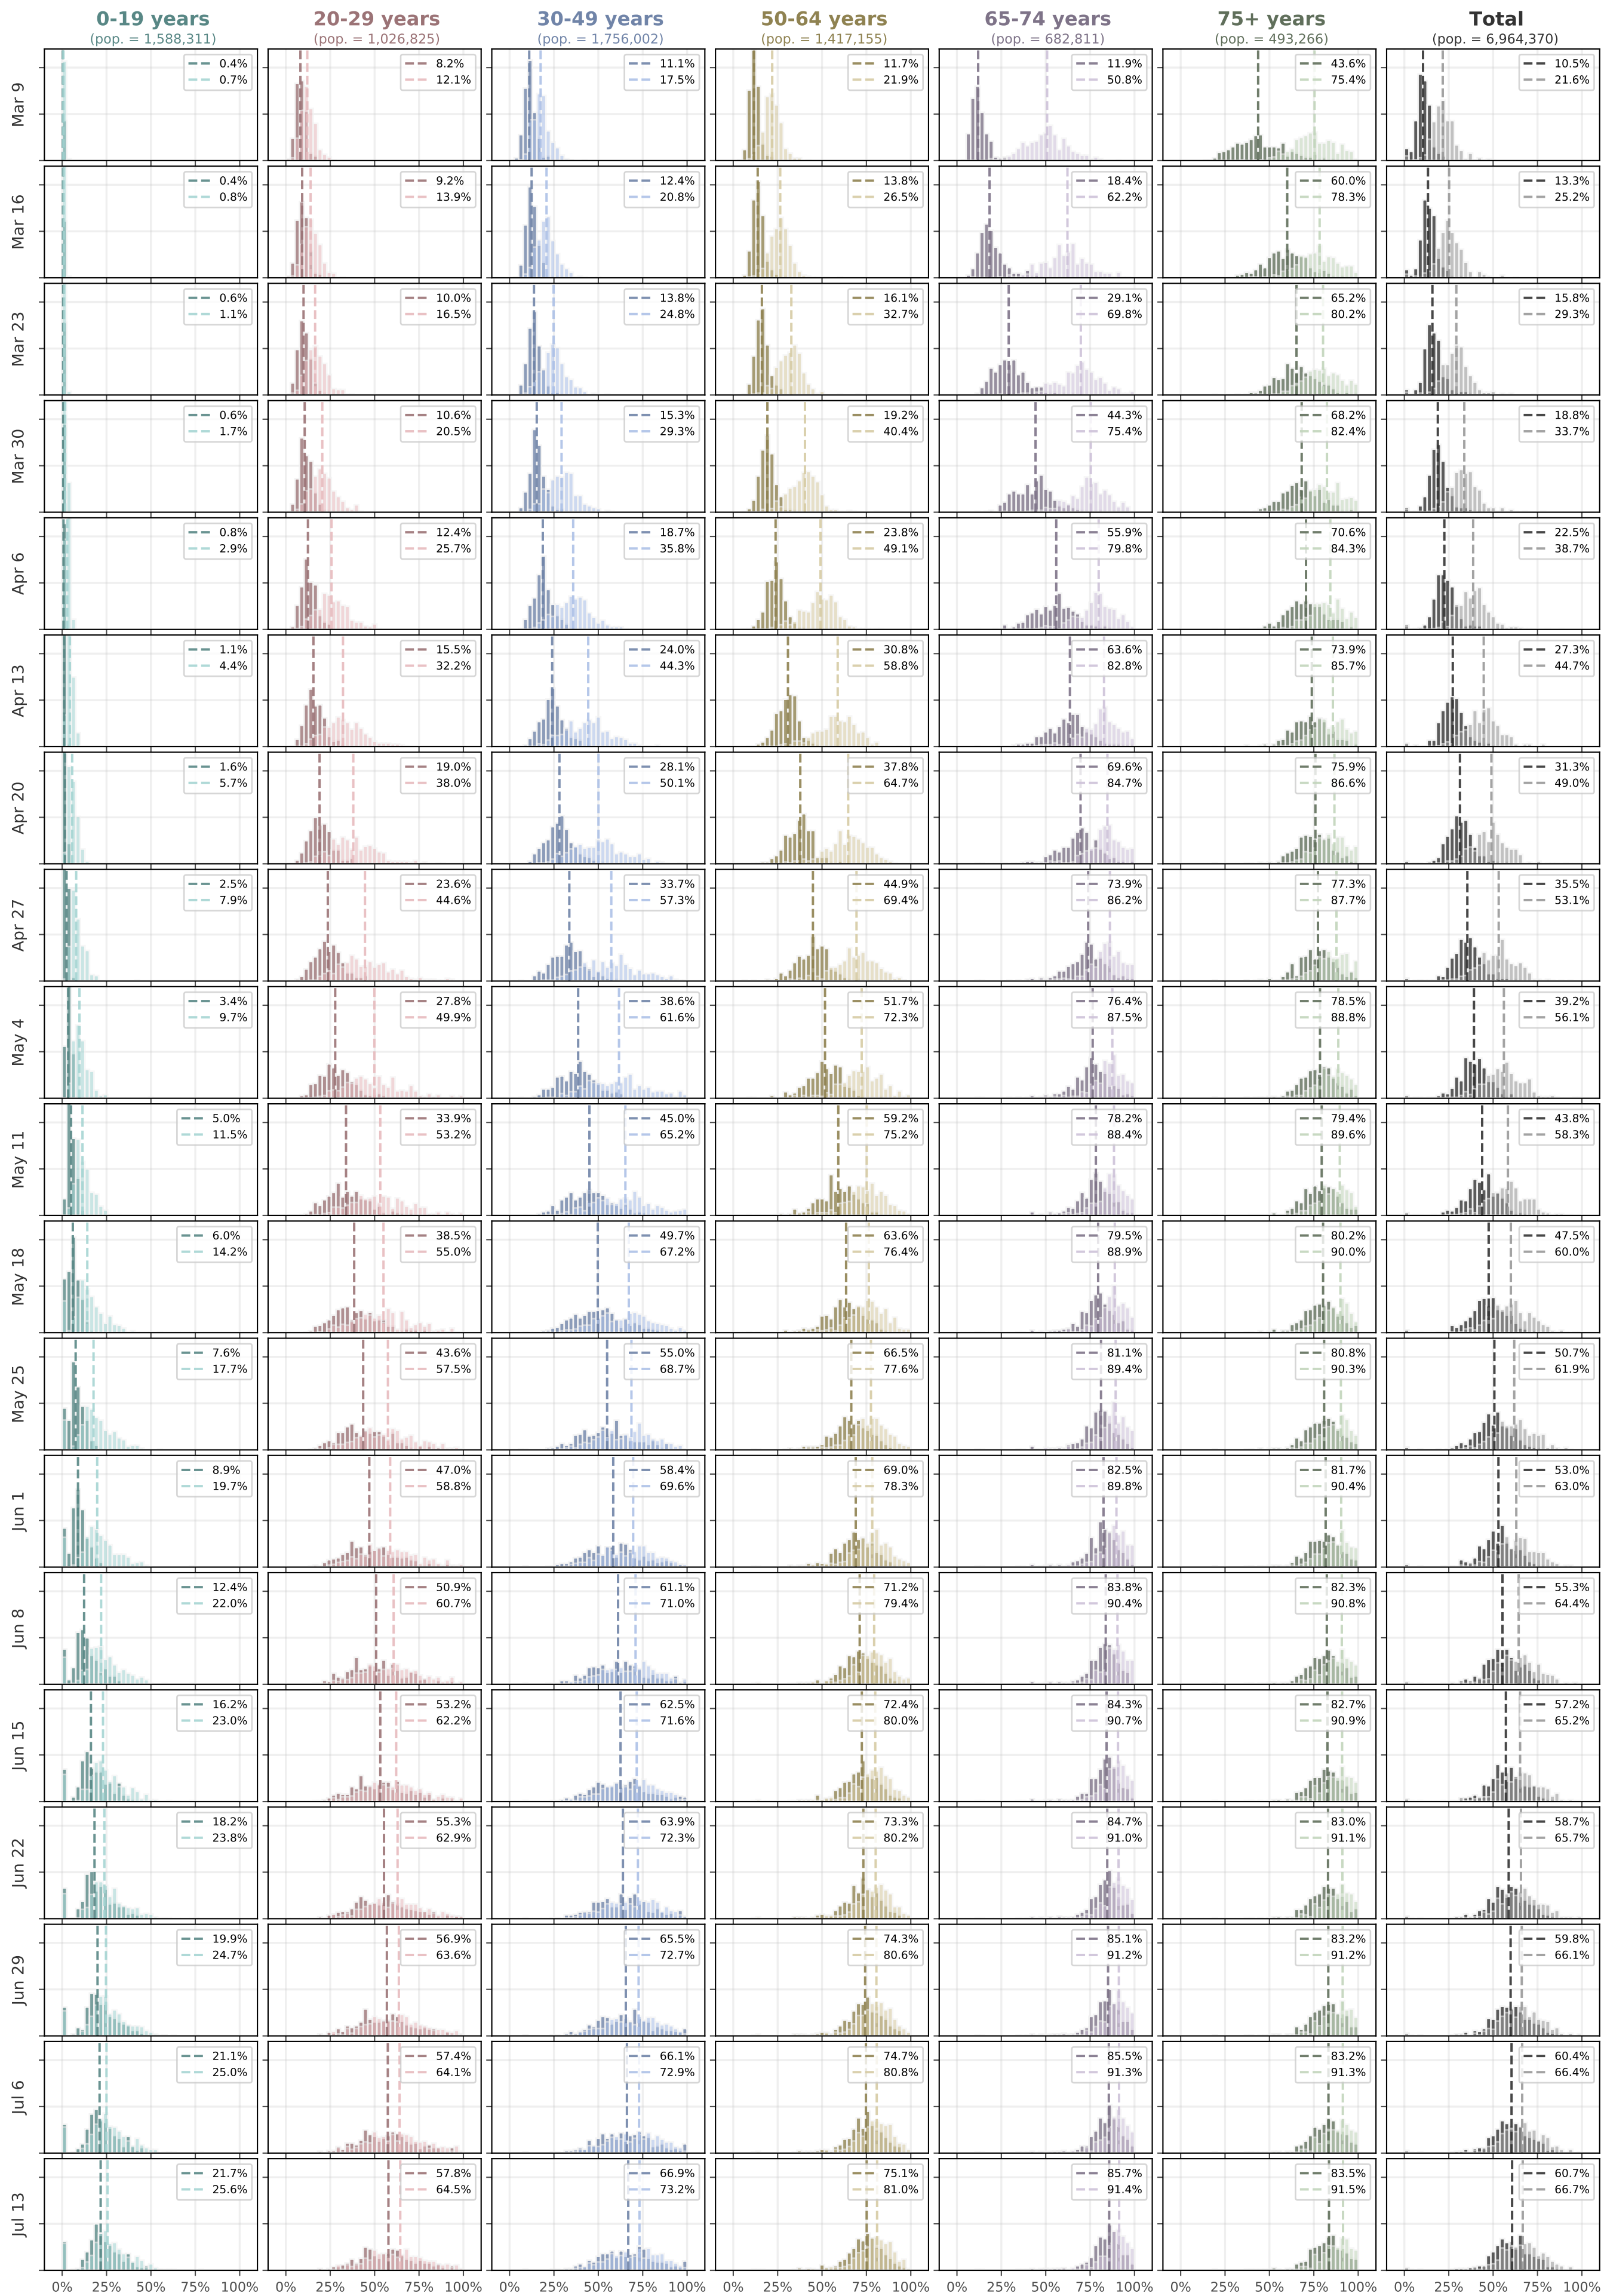 0-19 years 20-29 years 30-49 years 50-64 years 65-74 years 75+ years Total
(pop. = 1,588,311) (pop. = 1,026,825) (pop. = 1,756,002) (pop. = 1,417,155) (pop. = 682,811) (pop. = 493,266) (pop. = 6,964,370)
Mar 9
0.4% 8.2% 11.1% 11.7% 11.9% 43.6% 10.5%
0.7% 12.1% 17.5% 21.9% 50.8% 75.4% 21.6%
Mar 16
0.4% 9.2% 12.4% 13.8% 18.4% 60.0% 13.3%
0.8% 13.9% 20.8% 26.5% 62.2% 78.3% 25.2%
Mar 23
0.6% 10.0% 13.8% 16.1% 29.1% 65.2% 15.8%
1.1% 16.5% 24.8% 32.7% 69.8% 80.2% 29.3%
Mar 30
0.6% 10.6% 15.3% 19.2% 44.3% 68.2% 18.8%
1.7% 20.5% 29.3% 40.4% 75.4% 82.4% 33.7%
Apr 6
0.8% 12.4% 18.7% 23.8% 55.9% 70.6% 22.5%
2.9% 25.7% 35.8% 49.1% 79.8% 84.3% 38.7%
Apr 13
1.1% 15.5% 24.0% 30.8% 63.6% 73.9% 27.3%
4.4% 32.2% 44.3% 58.8% 82.8% 85.7% 44.7%
Apr 20
1.6% 19.0% 28.1% 37.8% 69.6% 75.9% 31.3%
5.7% 38.0% 50.1% 64.7% 84.7% 86.6% 49.0%
Apr 27
2.5% 23.6% 33.7% 44.9% 73.9% 77.3% 35.5%
7.9% 44.6% 57.3% 69.4% 86.2% 87.7% 53.1%
May 4
3.4% 27.8% 38.6% 51.7% 76.4% 78.5% 39.2%
9.7% 49.9% 61.6% 72.3% 87.5% 88.8% 56.1%
May 11
5.0% 33.9% 45.0% 59.2% 78.2% 79.4% 43.8%
11.5% 53.2% 65.2% 75.2% 88.4% 89.6% 58.3%
May 18
6.0% 38.5% 49.7% 63.6% 79.5% 80.2% 47.5%
14.2% 55.0% 67.2% 76.4% 88.9% 90.0% 60.0%
May 25
7.6% 43.6% 55.0% 66.5% 81.1% 80.8% 50.7%
17.7% 57.5% 68.7% 77.6% 89.4% 90.3% 61.9%
Jun 1
8.9% 47.0% 58.4% 69.0% 82.5% 81.7% 53.0%
19.7% 58.8% 69.6% 78.3% 89.8% 90.4% 63.0%
Jun 8
12.4% 50.9% 61.1% 71.2% 83.8% 82.3% 55.3%
22.0% 60.7% 71.0% 79.4% 90.4% 90.8% 64.4%
Jun 15
16.2% 53.2% 62.5% 72.4% 84.3% 82.7% 57.2%
23.0% 62.2% 71.6% 80.0% 90.7% 90.9% 65.2%
Jun 22
18.2% 55.3% 63.9% 73.3% 84.7% 83.0% 58.7%
23.8% 62.9% 72.3% 80.2% 91.0% 91.1% 65.7%
Jun 29
19.9% 56.9% 65.5% 74.3% 85.1% 83.2% 59.8%
24.7% 63.6% 72.7% 80.6% 91.2% 91.2% 66.1%
Jul 6
21.1% 57.4% 66.1% 74.7% 85.5% 83.2% 60.4%
25.0% 64.1% 72.9% 80.8% 91.3% 91.3% 66.4%
Jul 13
21.7% 57.8% 66.9% 75.1% 85.7% 83.5% 60.7%
25.6% 64.5% 73.2% 81.0% 91.4% 91.5% 66.7%
0% 25% 50% 75% 100% 0% 25% 50% 75% 100% 0% 25% 50% 75% 100% 0% 25% 50% 75% 100% 0% 25% 50% 75% 100% 0% 25% 50% 75% 100% 0% 25% 50% 75% 100%